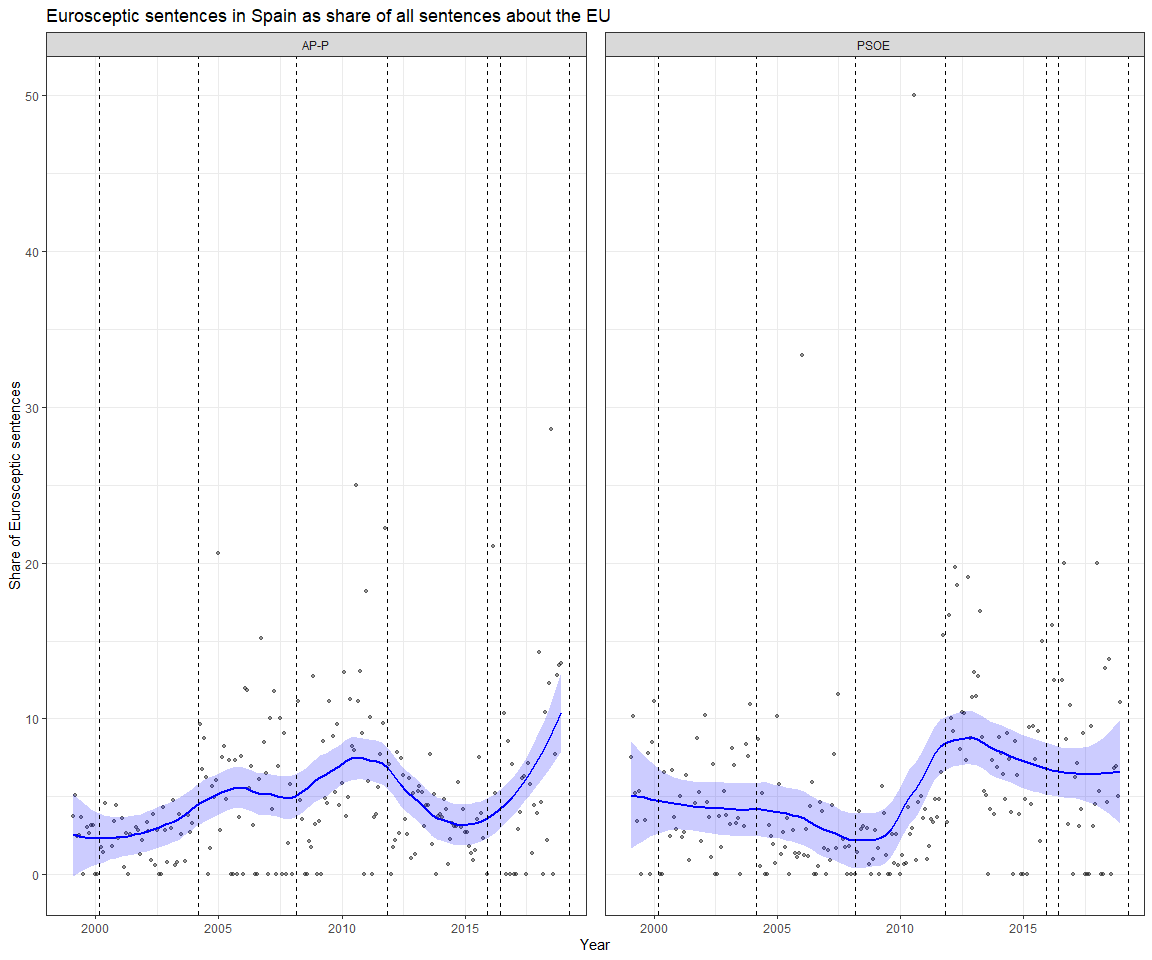 Eurosceptic sentences in Spain as share of all sentences about the EU
AP-P
PSOE
Share of Eurosceptic sentences
50
40
30
20
10
0
2000
2005
2010
2015
2000
2005
2010
2015
Year